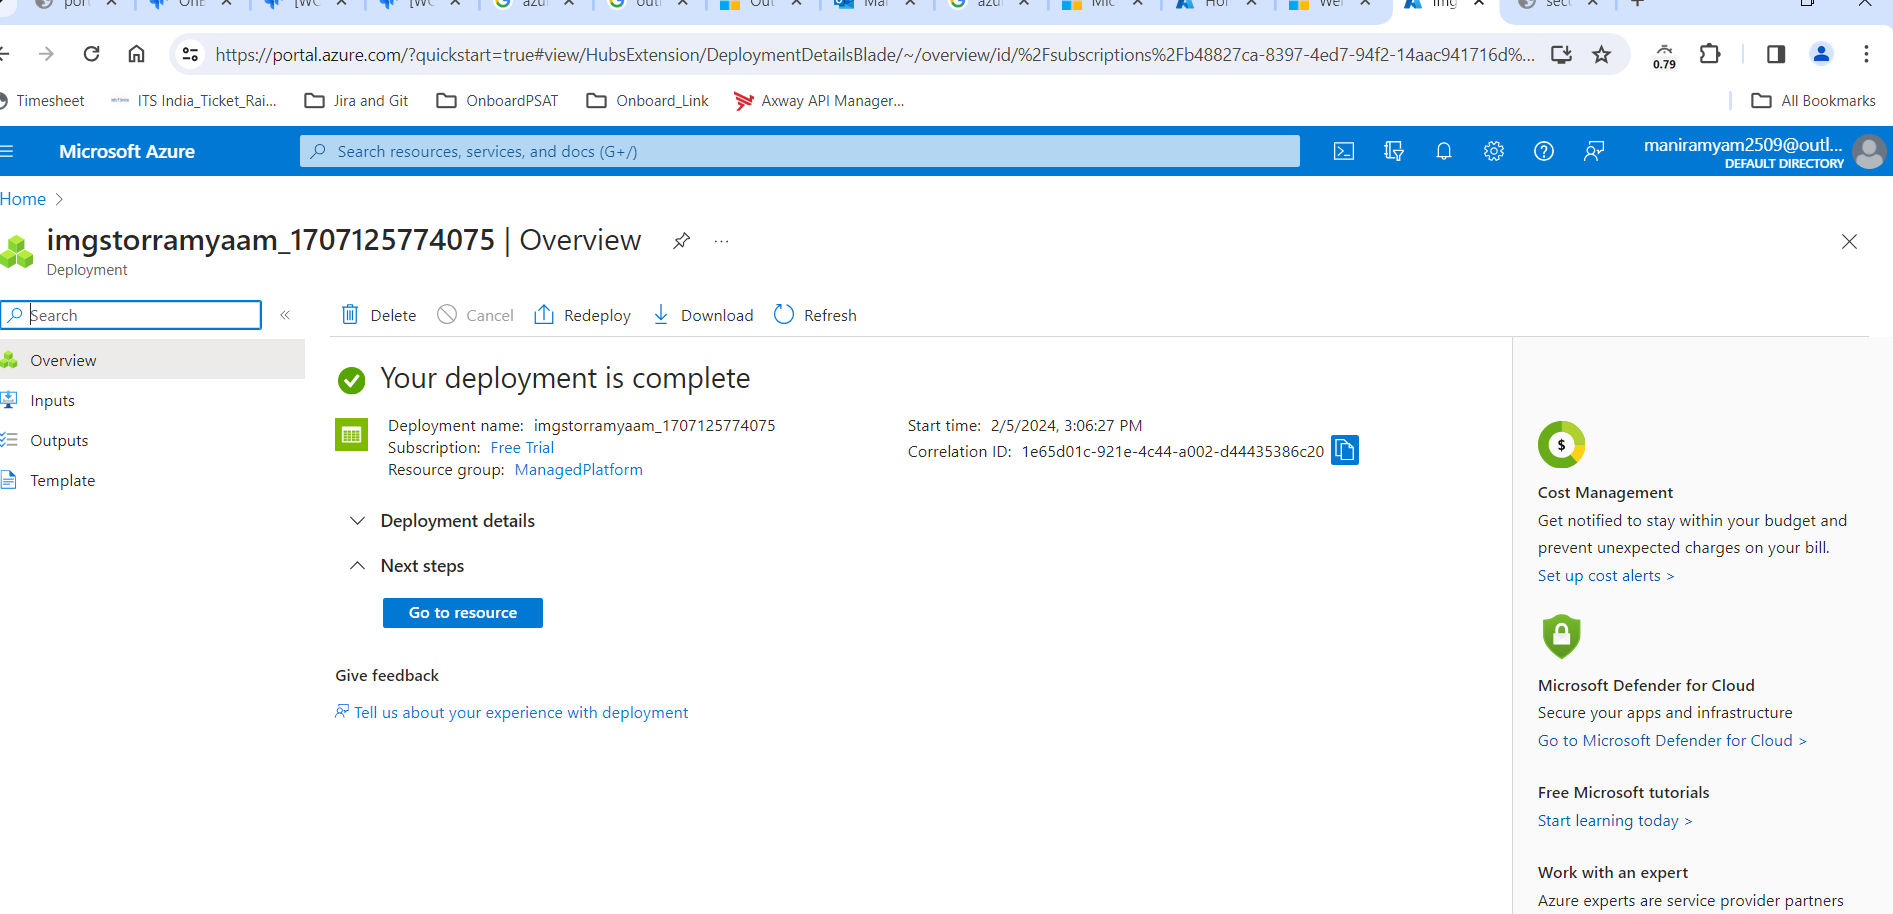 https://portal.azure.com/?quickstart=true#view/HubsExtension/DeploymentDetailsBlade/~/overview/id/%2Fsubscriptions%2Fb48827ca-8397-4ed7-94f2-14aac941716d%...
0.79
Timesheet ITS India_Ticket_Rai... Jira and Git OnboardPSAT Onboard_Link Axway API Manager... All Bookmarks
Microsoft Azure
Search resources, services, and docs (G+/)
maniramyam2509@outl...
DEFAULT DIRECTORY
Home >
imgstorramyaam_1707125774075 | Overview ...
Deployment
Search «
Delete Cancel Redeploy Download Refresh
Overview
Inputs
Outputs
Template
Your deployment is complete
Deployment name: imgstorramyaam_1707125774075
Subscription: Free Trial
Resource group: ManagedPlatform
Start time: 2/5/2024, 3:06:27 PM
Correlation ID: 1e65d01c-921e-4c44-a002-d44435386c20
Deployment details
Next steps
Go to resource
Give feedback
Tell us about your experience with deployment
$
Cost Management
Get notified to stay within your budget and
prevent unexpected charges on your bill.
Set up cost alerts >
Microsoft Defender for Cloud
Secure your apps and infrastructure
Go to Microsoft Defender for Cloud >
Free Microsoft tutorials
Start learning today >
Work with an expert
Azure experts are service provider partners